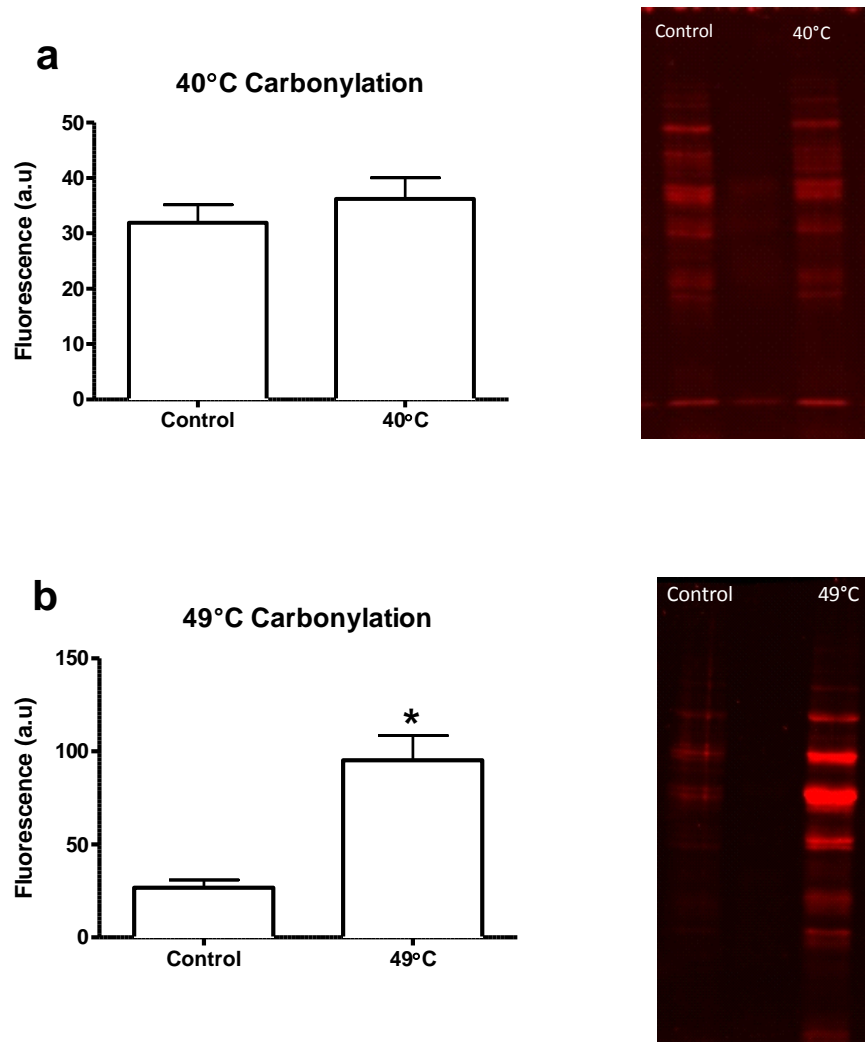 a
40°C Carbonylation
Fluorescence (a.u)
50
40
30
20
10
0
Control
40°C
Control 40°C
b
49°C Carbonylation
Fluorescence (a.u)
150
100
50
0
*
Control
49°C
Control 49°C